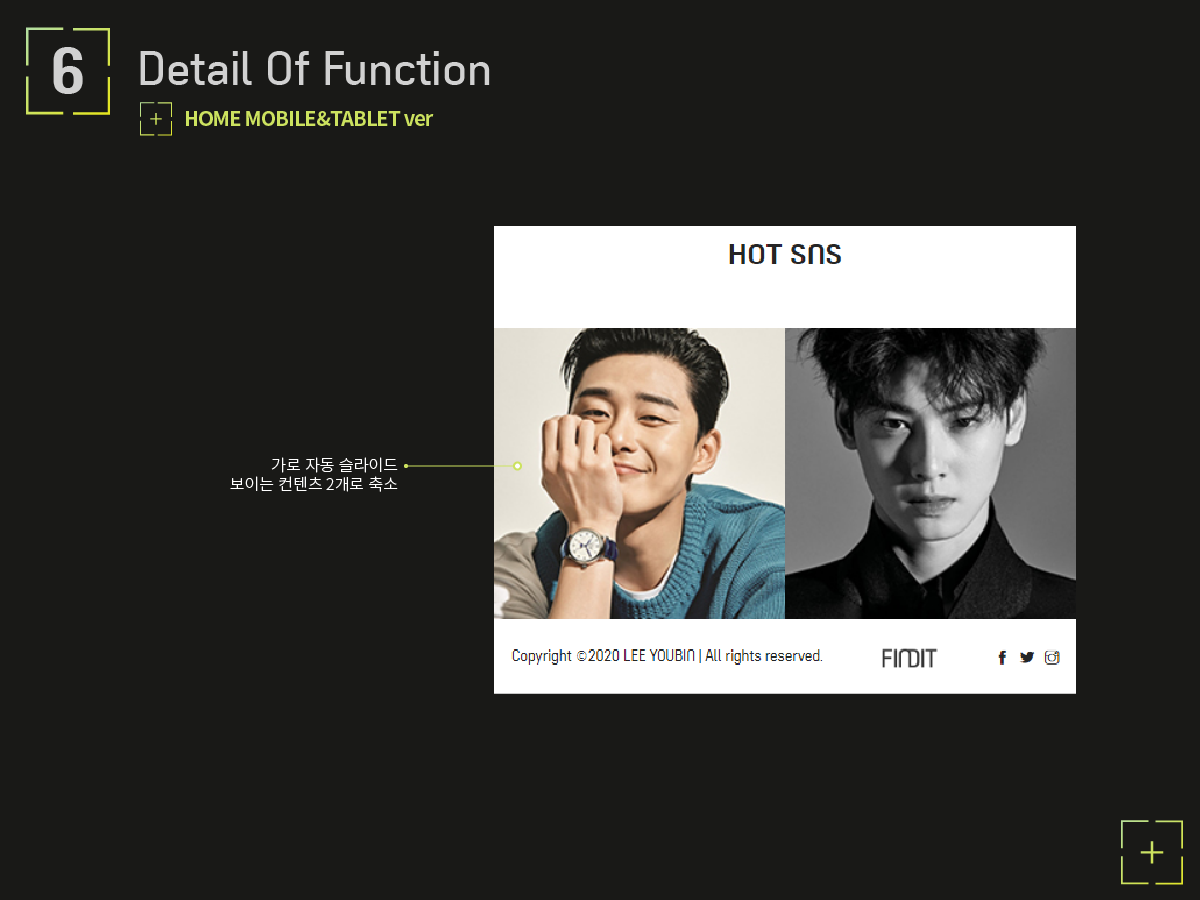 6
Detail Of Function
HOME MOBILE&TABLET ver
HOT SNS
가로 자동 슬라이드
보이는 컨텐츠 2개로 축소
Copyright ©2020 LEE YOUBIN | All rights reserved.
FINDIT